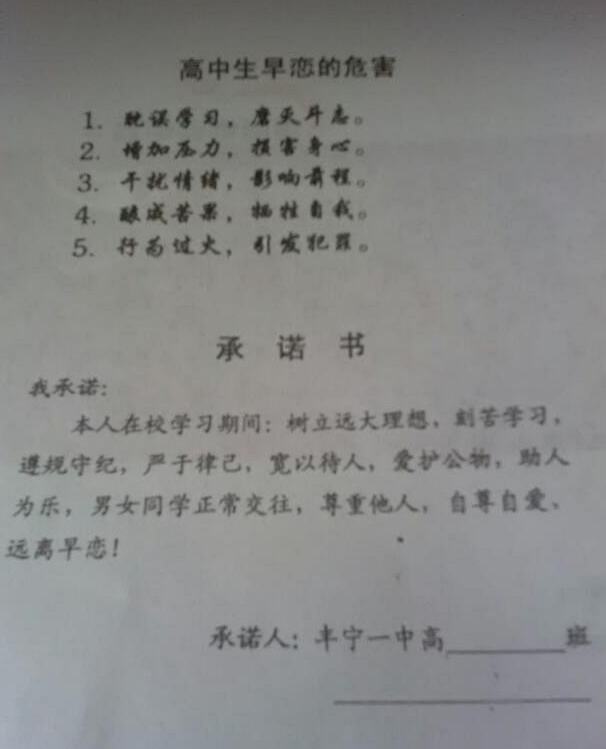 高中生早恋的危害
1. 耽误学习，磨灭斗志。
2. 增加压力，损害身心。
3. 干扰情绪，影响前程。
4. 酿成苦果，牺牲自我。
5. 行为过火，引发犯罪。
承 诺 书
我承诺：
本人在校学习期间：树立远大理想，刻苦学习，
遵规守纪，严于律己，宽以待人，爱护公物，助人
为乐，男女同学正常交往，尊重他人，自尊自爱、
远离早恋！
承诺人：丰宁一中高________班